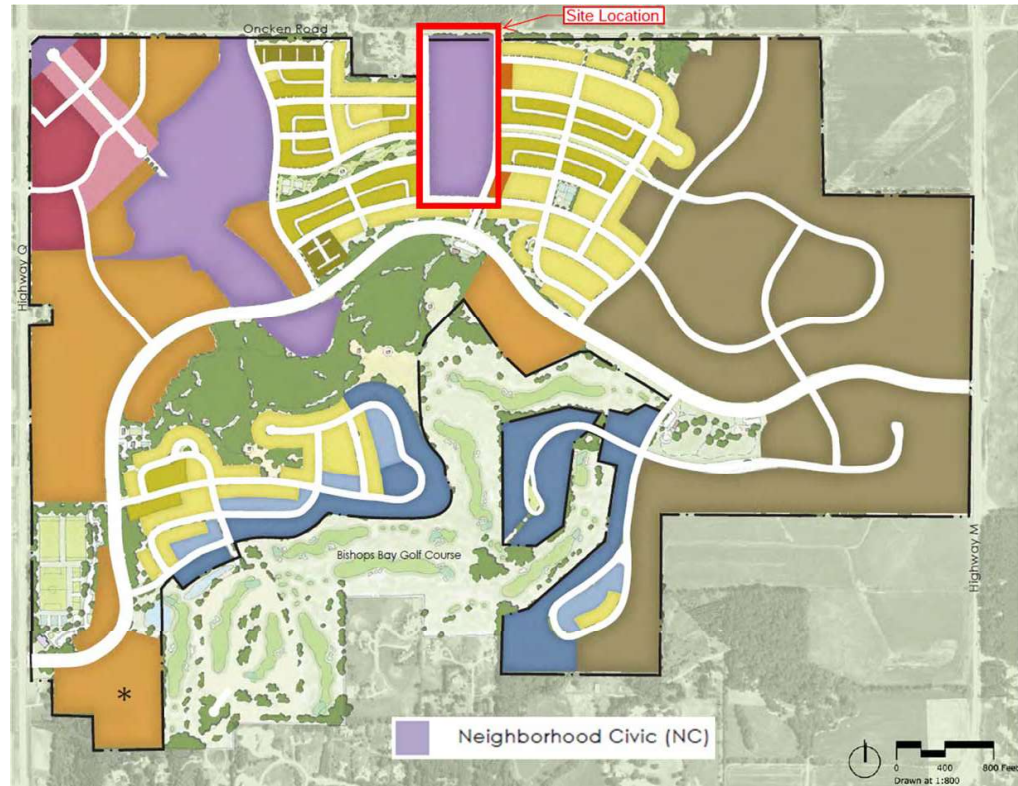 Site Location
Oncken Road
Highway Q
Bishops Bay Golf Course
Highway M
*
Neighborhood Civic (NC)
0 400 800 Fee
Drawn at 1:800